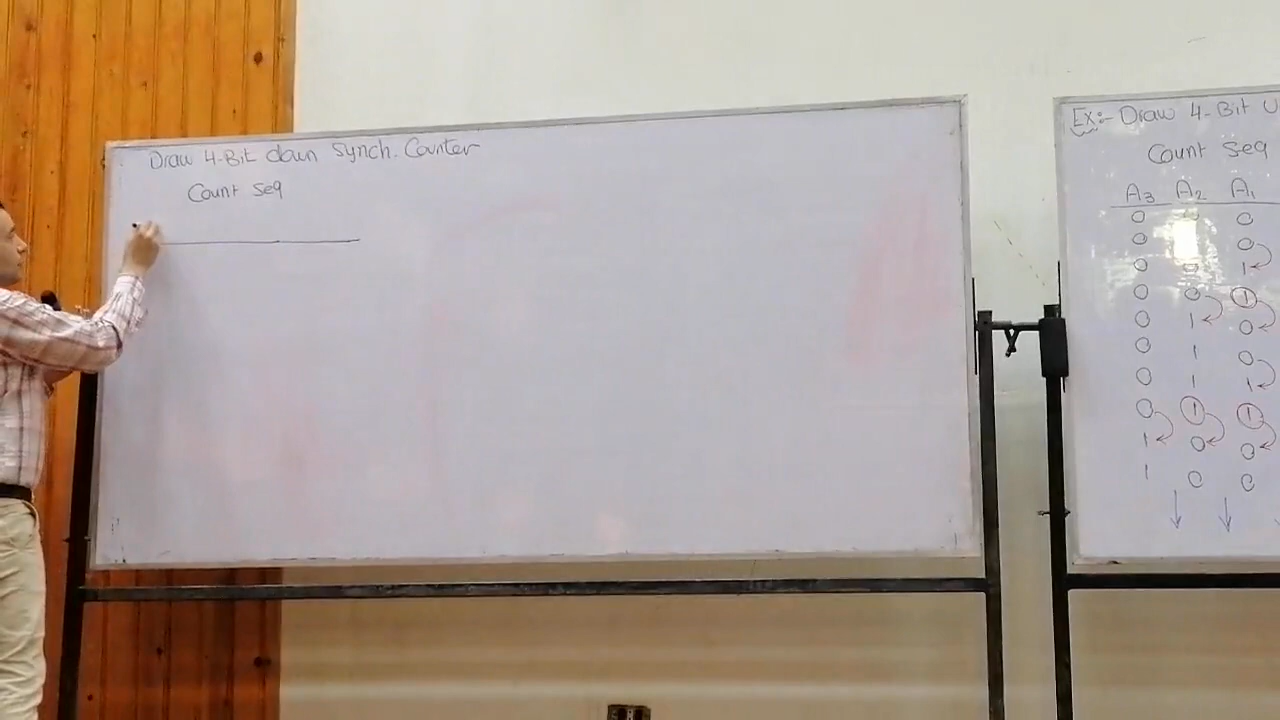 Draw 4-Bit down Synch. Counter
Count Seq
Ex:- Draw 4-Bit U
Count Seq
A3 A2 A1
0 0
0
0 0
0 0 1
0 0 1
0 1 0
0 1 0
0 1 1
0 1 1
1 0 0
1 0 0